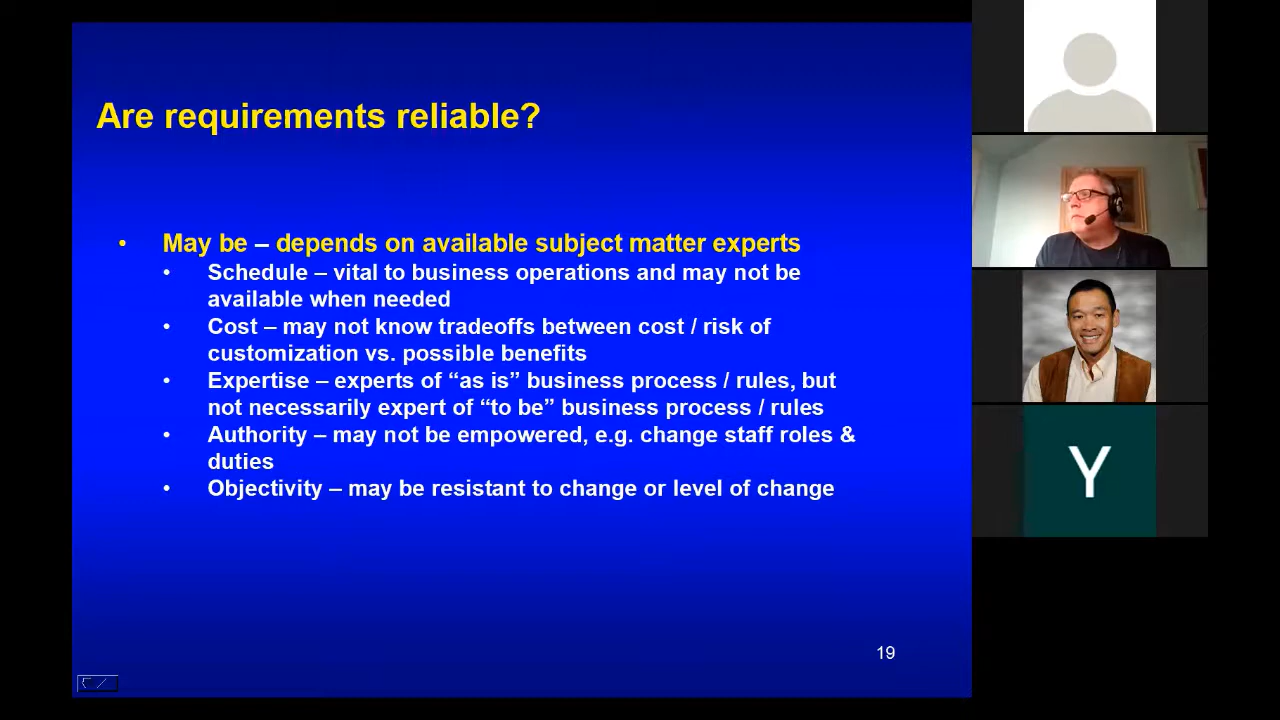 Are requirements reliable?
• May be – depends on available subject matter experts
• Schedule – vital to business operations and may not be
available when needed
• Cost – may not know tradeoffs between cost / risk of
customization vs. possible benefits
• Expertise – experts of “as is” business process / rules, but
not necessarily expert of “to be” business process / rules
• Authority – may not be empowered, e.g. change staff roles &
duties
• Objectivity – may be resistant to change or level of change
19
Y